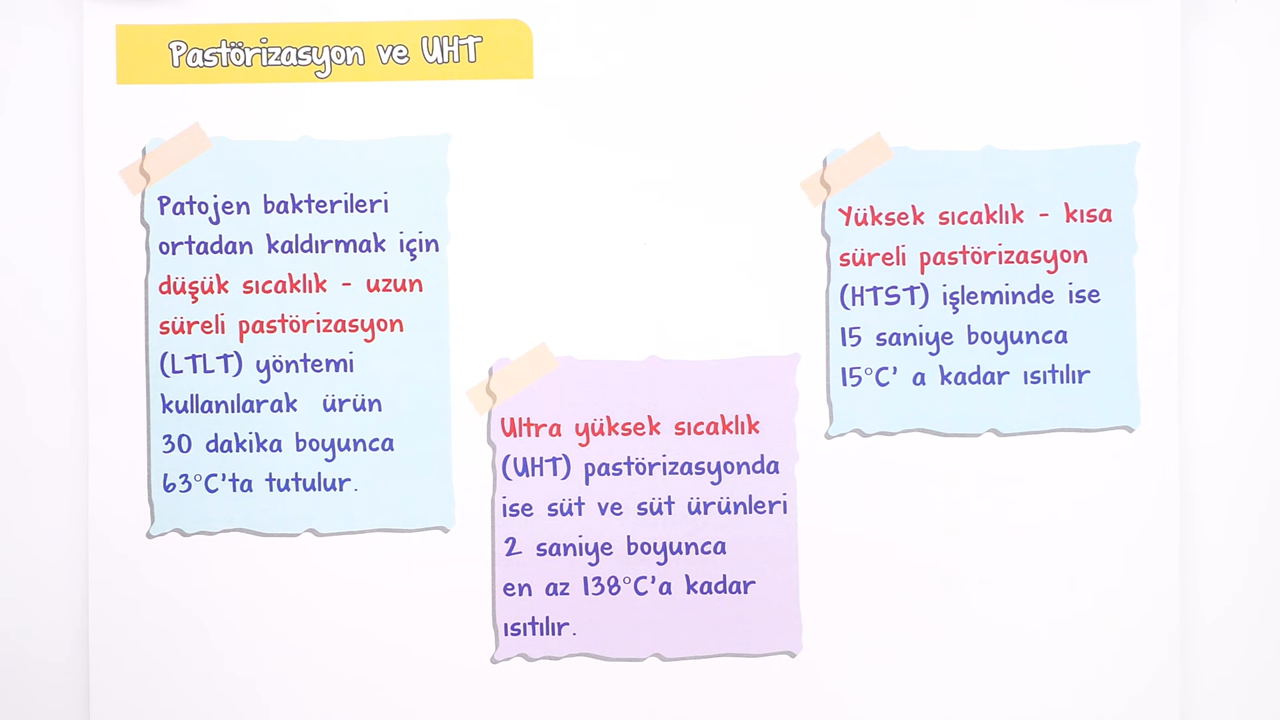 Pastörizasyon ve UHT
Patojen bakterileri
ortadan kaldırmak için
düşük sıcaklık - uzun
süreli pastörizasyon
(LTLT) yöntemi
kullanılarak ürün
30 dakika boyunca
63°C'ta tutulur.
Ultra yüksek sıcaklık
(UHT) pastörizasyonda
ise süt ve süt ürünleri
2 saniye boyunca
en az 138°C'a kadar
ısıtılır.
Yüksek sıcaklık - kısa
süreli pastörizasyon
(HTST) işleminde ise
15 saniye boyunca
15°C' a kadar ısıtılır